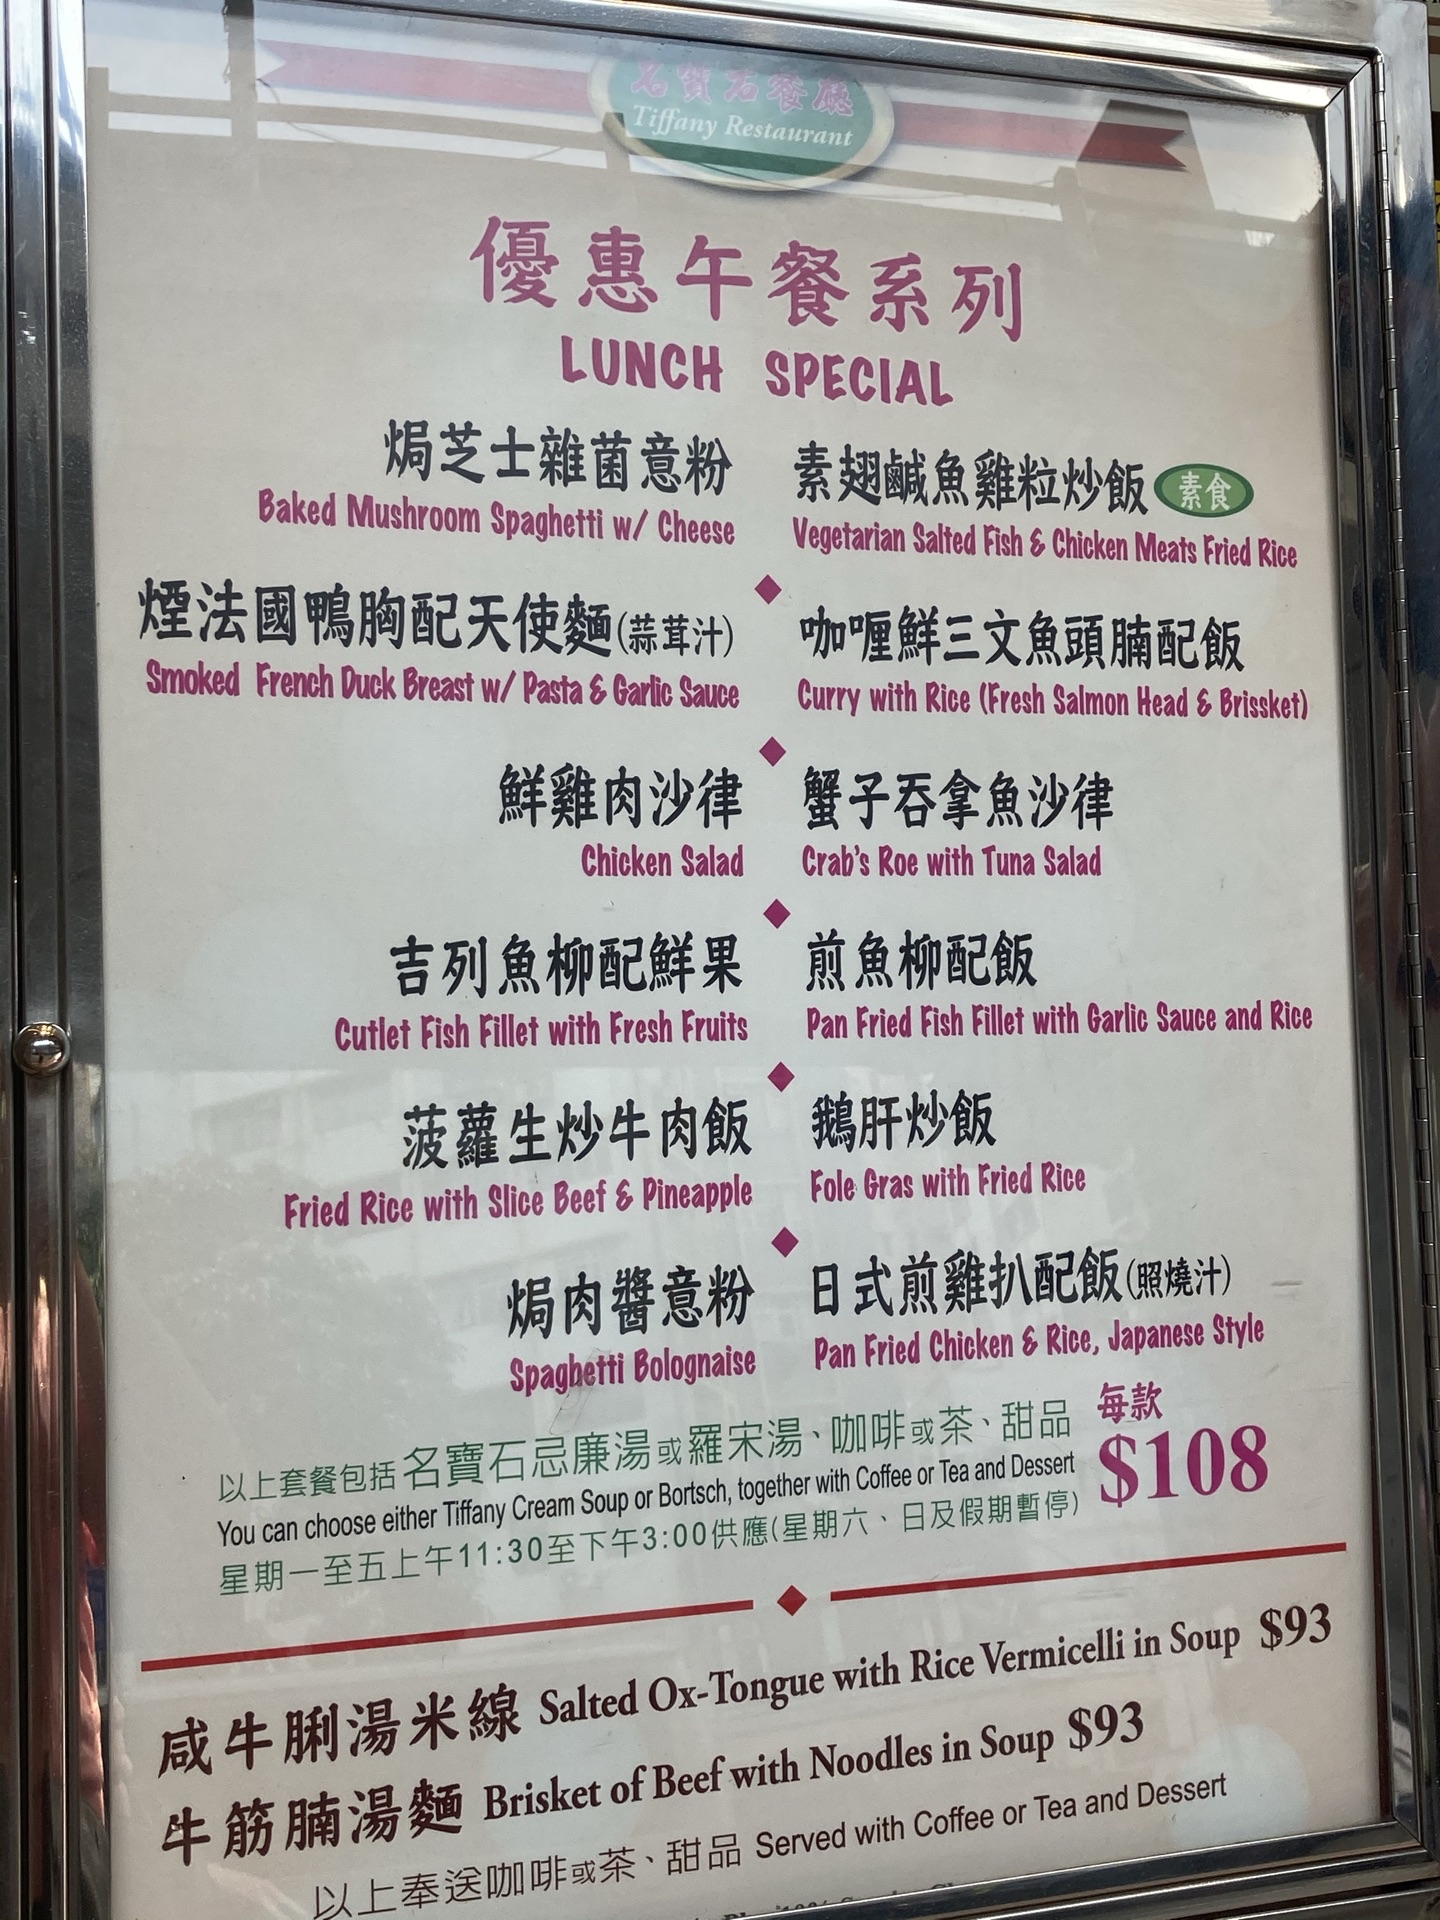 名寶石餐廳
Tiffany Restaurant
優惠午餐系列
LUNCH SPECIAL
焗芝士雜菌意粉
Baked Mushroom Spaghetti w/ Cheese
素翅鹹魚雞粒炒飯 素食
Vegetarian Salted Fish & Chicken Meats Fried Rice
煙法國鴨胸配天使麵(蒜茸汁)
Smoked French Duck Breast w/ Pasta & Garlic Sauce
咖喱鮮三文魚頭腩配飯
Curry with Rice (Fresh Salmon Head & Brissket)
鮮雞肉沙律
Chicken Salad
蟹子吞拿魚沙律
Crab's Roe with Tuna Salad
吉列魚柳配鮮果
Cutlet Fish Fillet with Fresh Fruits
煎魚柳配飯
Pan Fried Fish Fillet with Garlic Sauce and Rice
菠蘿生炒牛肉飯
Fried Rice with Slice Beef & Pineapple
鵝肝炒飯
Fole Gras with Fried Rice
焗肉醬意粉
Spaghetti Bolognaise
日式煎雞扒配飯(照燒汁)
Pan Fried Chicken & Rice, Japanese Style
以上套餐包括名寶石忌廉湯或羅宋湯、咖啡或茶、甜品
You can choose either Tiffany Cream Soup or Bortsch, together with Coffee or Tea and Dessert
星期一至五上午11:30至下午3:00供應(星期六、日及假期暫停)
每款
$108
咸牛脷湯米線 Salted Ox-Tongue with Rice Vermicelli in Soup $93
牛筋腩湯麵 Brisket of Beef with Noodles in Soup $93
以上奉送咖啡或茶、甜品 Served with Coffee or Tea and Dessert